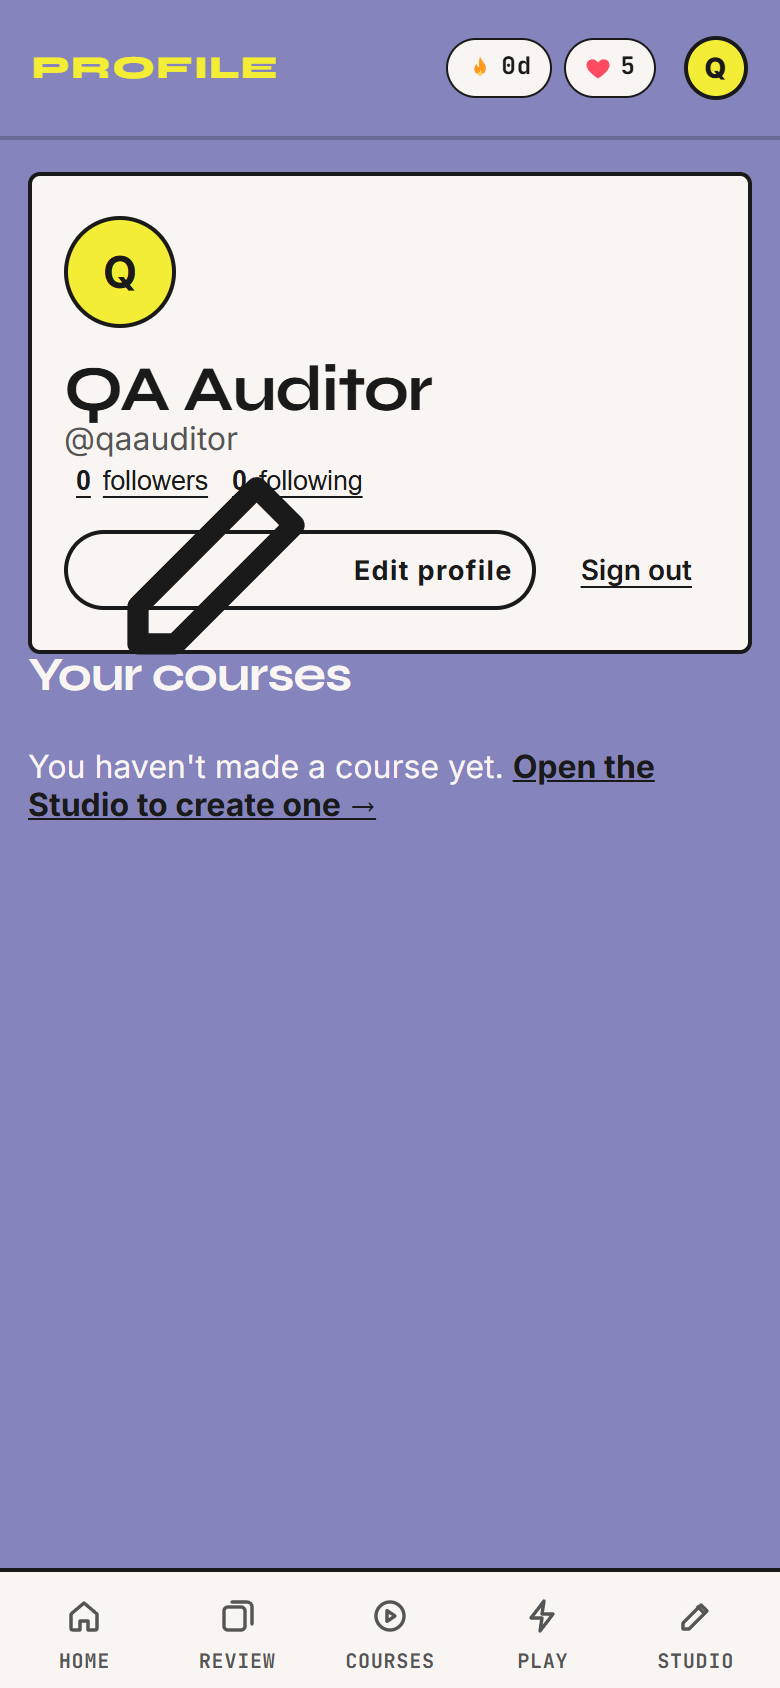 PROFILE
0d
5
Q
Q
QA Auditor
@qaauditor
0 followers 0 following
Edit profile
Sign out
Your courses
You haven't made a course yet. Open the
Studio to create one →
HOME
REVIEW
COURSES
PLAY
STUDIO